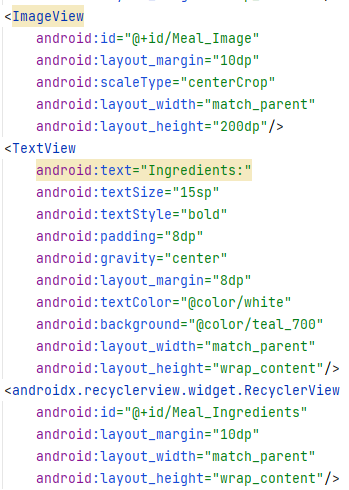 <ImageView
android:id="@+id/Meal_Image"
android:layout_margin="10dp"
android:scaleType="centerCrop"
android:layout_width="match_parent"
android:layout_height="200dp"/>
<TextView
android:text="Ingredients:"
android:textSize="15sp"
android:textStyle="bold"
android:padding="8dp"
android:gravity="center"
android:layout_margin="8dp"
android:textColor="@color/white"
android:background="@color/teal_700"
android:layout_width="match_parent"
android:layout_height="wrap_content"/>
<androidx.recyclerview.widget.RecyclerView
android:id="@+id/Meal_Ingredients"
android:layout_margin="10dp"
android:layout_width="match_parent"
android:layout_height="wrap_content"/>